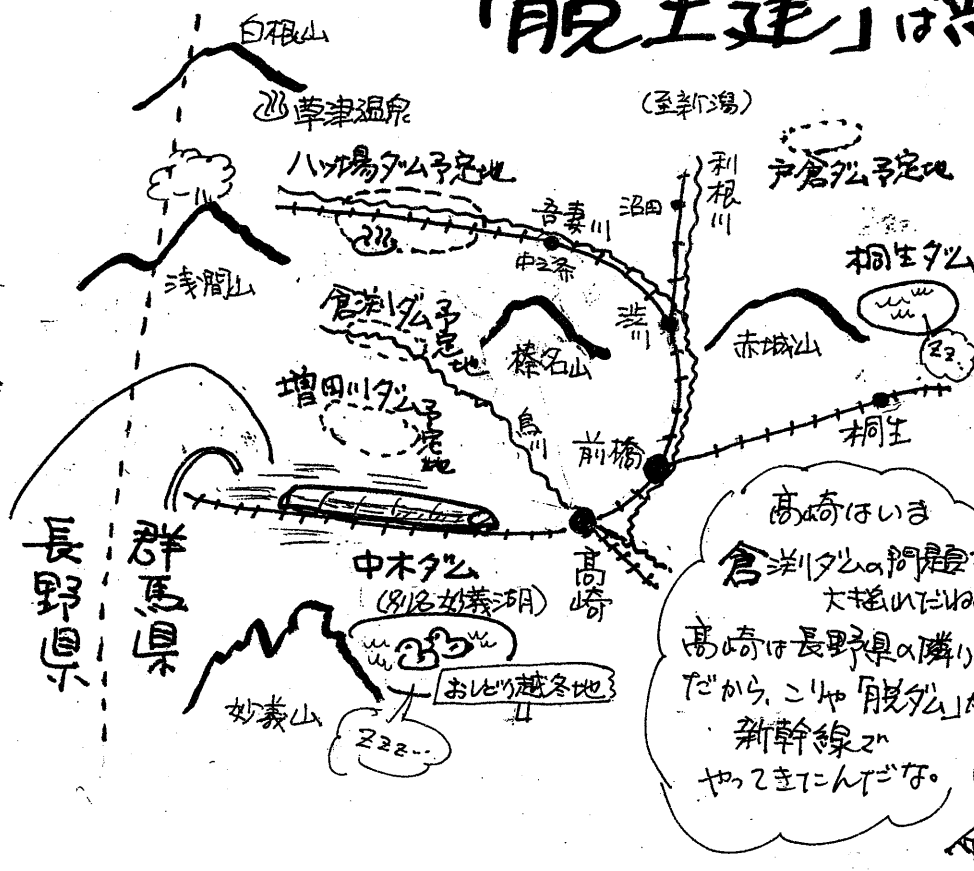 「脱土建」は
白根山
草津温泉
(至新潟)
八ッ場ダム予定地
利根川
戸倉ダム予定地
吾妻川
沼田
中之条
桐生ダム
浅間山
倉渕ダム予定地
榛名山
渋川
赤城山
zz
増田川ダム予定地
烏川
前橋
桐生
長野県
群馬県
中木ダム
(別名妙義湖)
高崎
おしどり越冬地
妙義山
zzz…
高崎はいま
倉渕ダムの問題で
大揺れだね
高崎は長野県の隣り
だから、こりゃ「脱ダム」
新幹線で
やってきたんだな。